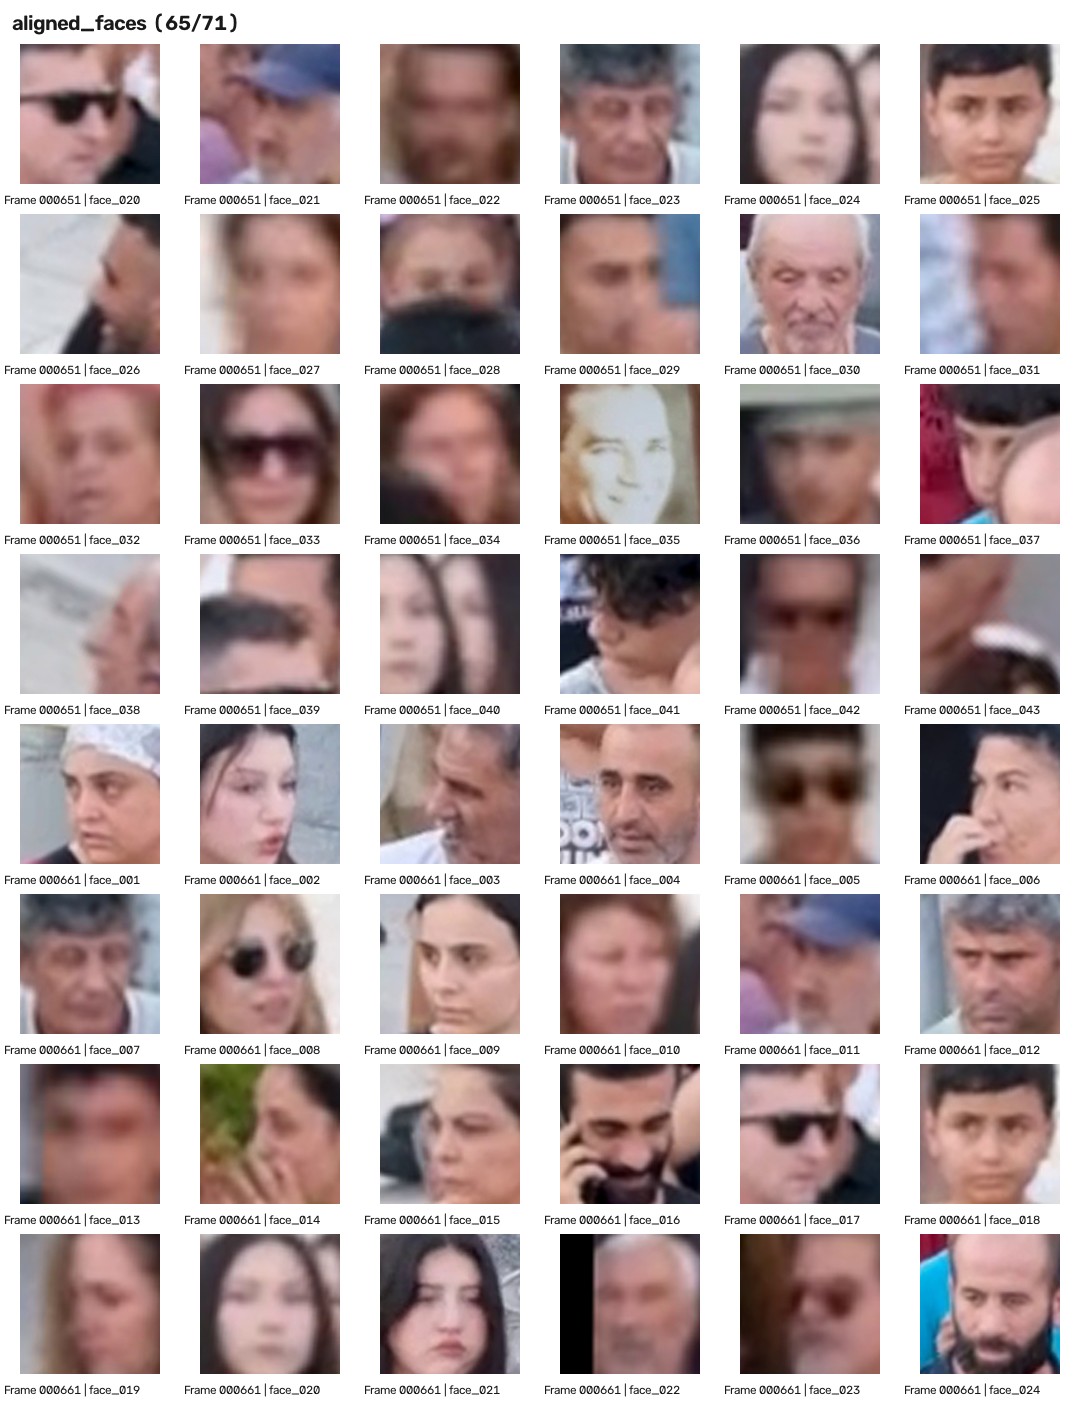 aligned_faces (65/71)
Frame 000651 | face_020
Frame 000651 | face_021
Frame 000651 | face_022
Frame 000651 | face_023
Frame 000651 | face_024
Frame 000651 | face_025
Frame 000651 | face_026
Frame 000651 | face_027
Frame 000651 | face_028
Frame 000651 | face_029
Frame 000651 | face_030
Frame 000651 | face_031
Frame 000651 | face_032
Frame 000651 | face_033
Frame 000651 | face_034
Frame 000651 | face_035
Frame 000651 | face_036
Frame 000651 | face_037
Frame 000651 | face_038
Frame 000651 | face_039
Frame 000651 | face_040
Frame 000651 | face_041
Frame 000651 | face_042
Frame 000651 | face_043
Frame 000661 | face_001
Frame 000661 | face_002
Frame 000661 | face_003
Frame 000661 | face_004
Frame 000661 | face_005
Frame 000661 | face_006
Frame 000661 | face_007
Frame 000661 | face_008
Frame 000661 | face_009
Frame 000661 | face_010
Frame 000661 | face_011
Frame 000661 | face_012
Frame 000661 | face_013
Frame 000661 | face_014
Frame 000661 | face_015
Frame 000661 | face_016
Frame 000661 | face_017
Frame 000661 | face_018
Frame 000661 | face_019
Frame 000661 | face_020
Frame 000661 | face_021
Frame 000661 | face_022
Frame 000661 | face_023
Frame 000661 | face_024